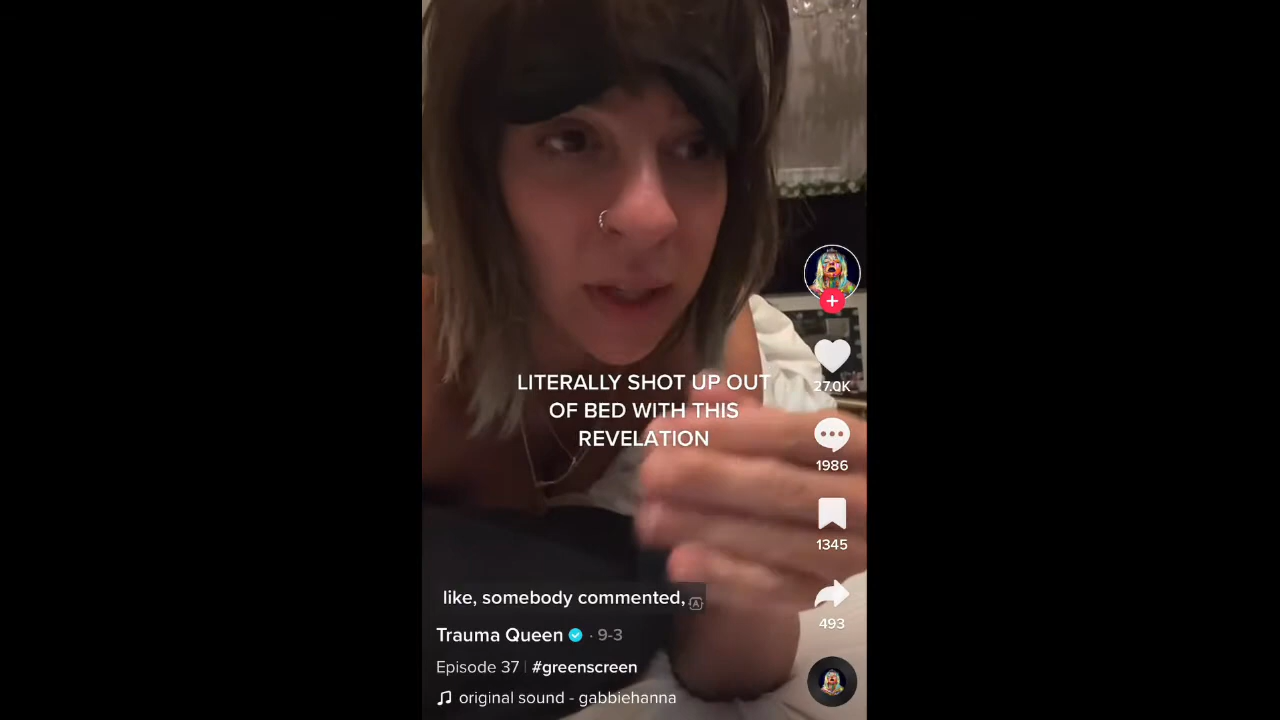 LITERALLY SHOT UP OUT
OF BED WITH THIS
REVELATION
27.0K
1986
1345
493
like, somebody commented,
Trauma Queen · 9-3
Episode 37 | #greenscreen
original sound - gabbiehanna